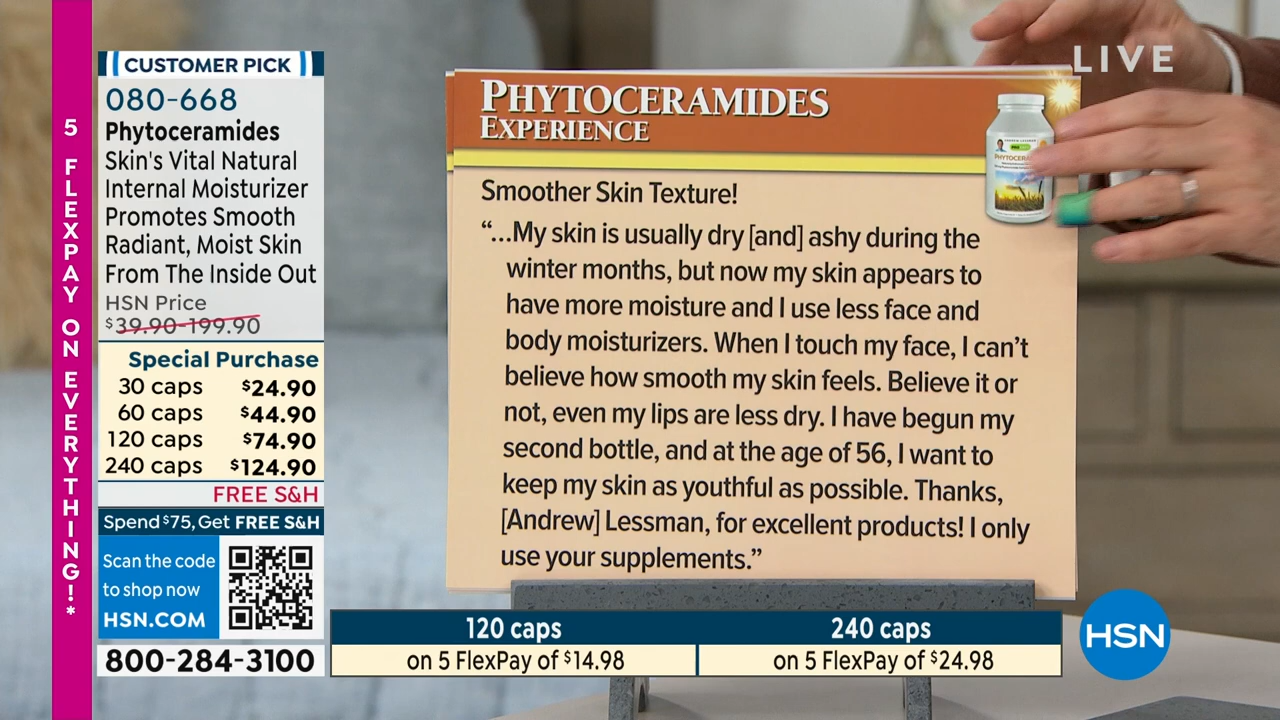 5 FLEXPAY ON EVERYTHING!*
CUSTOMER PICK
080-668
Phytoceramides
Skin's Vital Natural
Internal Moisturizer
Promotes Smooth
Radiant, Moist Skin
From The Inside Out
HSN Price
$39.90-199.90
Special Purchase
30 caps $24.90
60 caps $44.90
120 caps $74.90
240 caps $124.90
FREE S&H
Spend $75, Get FREE S&H
Scan the code
to shop now
HSN.COM
800-284-3100
LIVE
PHYTOCERAMIDES
EXPERIENCE
Smoother Skin Texture!
“...My skin is usually dry [and] ashy during the
winter months, but now my skin appears to
have more moisture and I use less face and
body moisturizers. When I touch my face, I can’t
believe how smooth my skin feels. Believe it or
not, even my lips are less dry. I have begun my
second bottle, and at the age of 56, I want to
keep my skin as youthful as possible. Thanks,
[Andrew] Lessman, for excellent products! I only
use your supplements.”
120 caps
on 5 FlexPay of $14.98
240 caps
on 5 FlexPay of $24.98
HSN